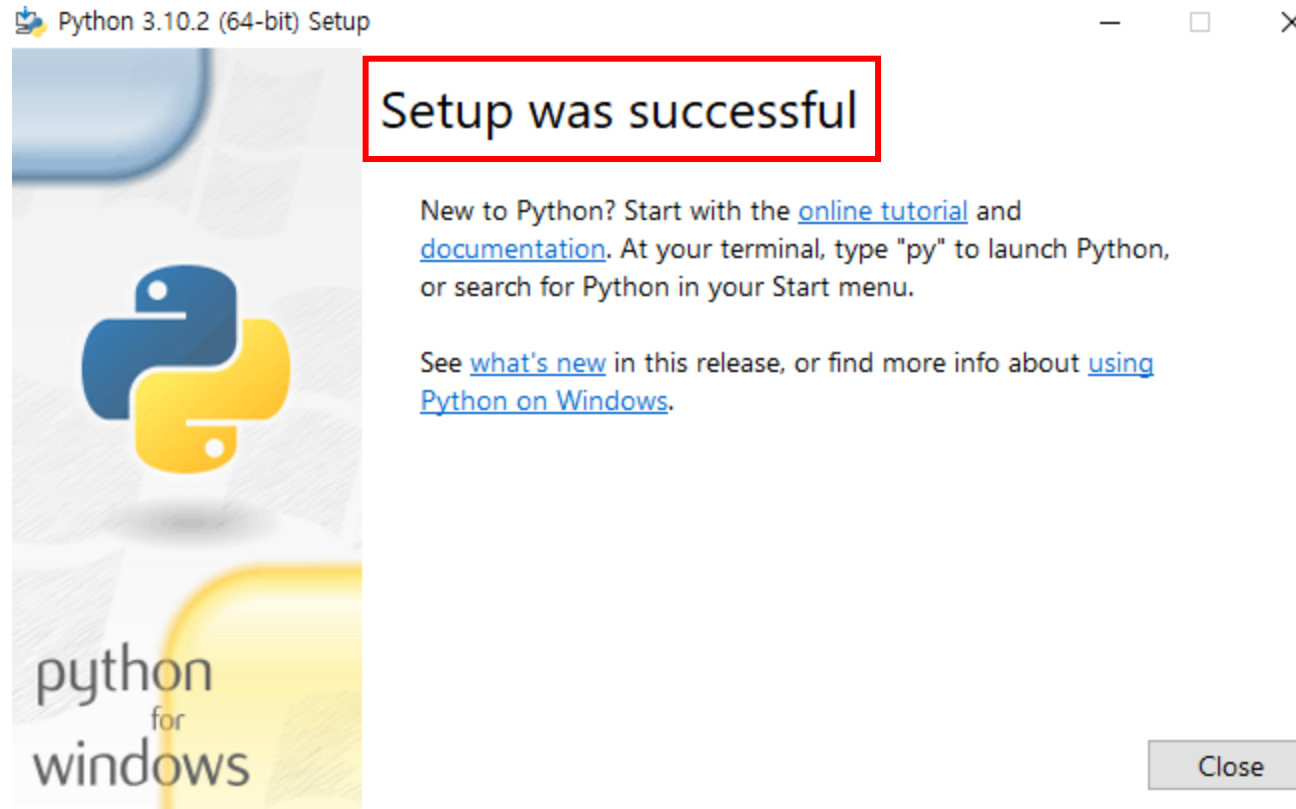 Python 3.10.2 (64-bit) Setup
Setup was successful
New to Python? Start with the online tutorial and
documentation. At your terminal, type "py" to launch Python,
or search for Python in your Start menu.
See what's new in this release, or find more info about using
Python on Windows.
python
for
windows
Close